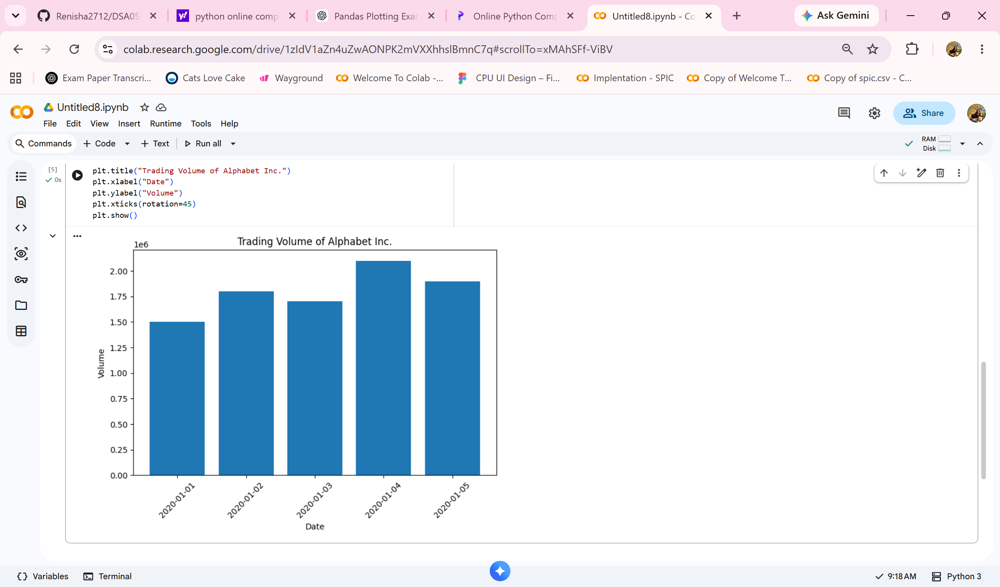 Renisha2712/DSA05
python online comp
Pandas Plotting Exar
Online Python Comp
Untitled8.ipynb - Co
Ask Gemini
colab.research.google.com/drive/1zIdV1aZn4uZwAONPK2mVXXhhslBmnC7q#scrollTo=xMAhSFf-ViBV
Exam Paper Transcri...
Cats Love Cake
Wayground
Welcome To Colab -...
CPU UI Design – Fi...
Implentation - SPIC
Copy of Welcome T...
Copy of spic.csv - C...
Untitled8.ipynb
File Edit View Insert Runtime Tools Help
Share
Commands + Code + Text Run all
RAM
Disk
[5]
0s
plt.title("Trading Volume of Alphabet Inc.")
plt.xlabel("Date")
plt.ylabel("Volume")
plt.xticks(rotation=45)
plt.show()
Trading Volume of Alphabet Inc.
1e6
2.00
1.75
1.50
1.25
1.00
0.75
0.50
0.25
0.00
Volume
2020-01-01
2020-01-02
2020-01-03
2020-01-04
2020-01-05
Date
Variables
Terminal
9:18 AM
Python 3